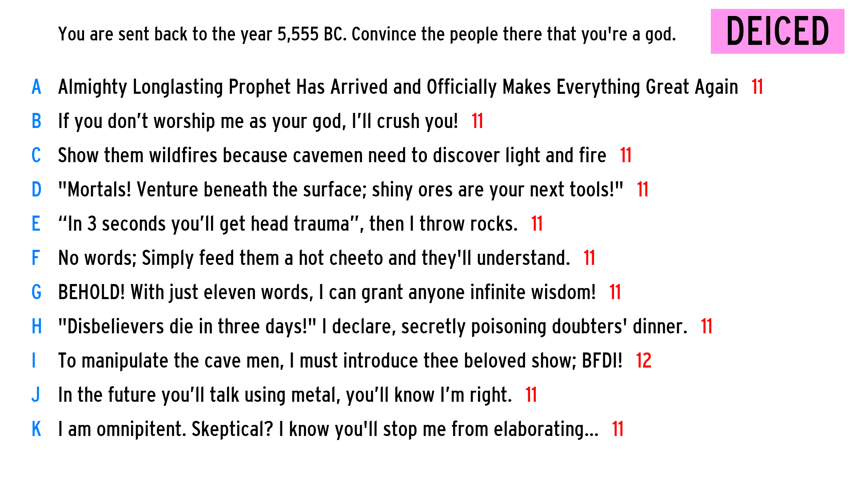 You are sent back to the year 5,555 BC. Convince the people there that you're a god.
DEICED
A Almighty Longlasting Prophet Has Arrived and Officially Makes Everything Great Again 11
B If you don’t worship me as your god, I’ll crush you! 11
C Show them wildfires because cavemen need to discover light and fire 11
D "Mortals! Venture beneath the surface; shiny ores are your next tools!" 11
E “In 3 seconds you’ll get head trauma”, then I throw rocks. 11
F No words; Simply feed them a hot cheeto and they'll understand. 11
G BEHOLD! With just eleven words, I can grant anyone infinite wisdom! 11
H "Disbelievers die in three days!" I declare, secretly poisoning doubters' dinner. 11
I To manipulate the cave men, I must introduce thee beloved show; BFDI! 12
J In the future you’ll talk using metal, you’ll know I’m right. 11
K I am omnipitent. Skeptical? I know you'll stop me from elaborating... 11